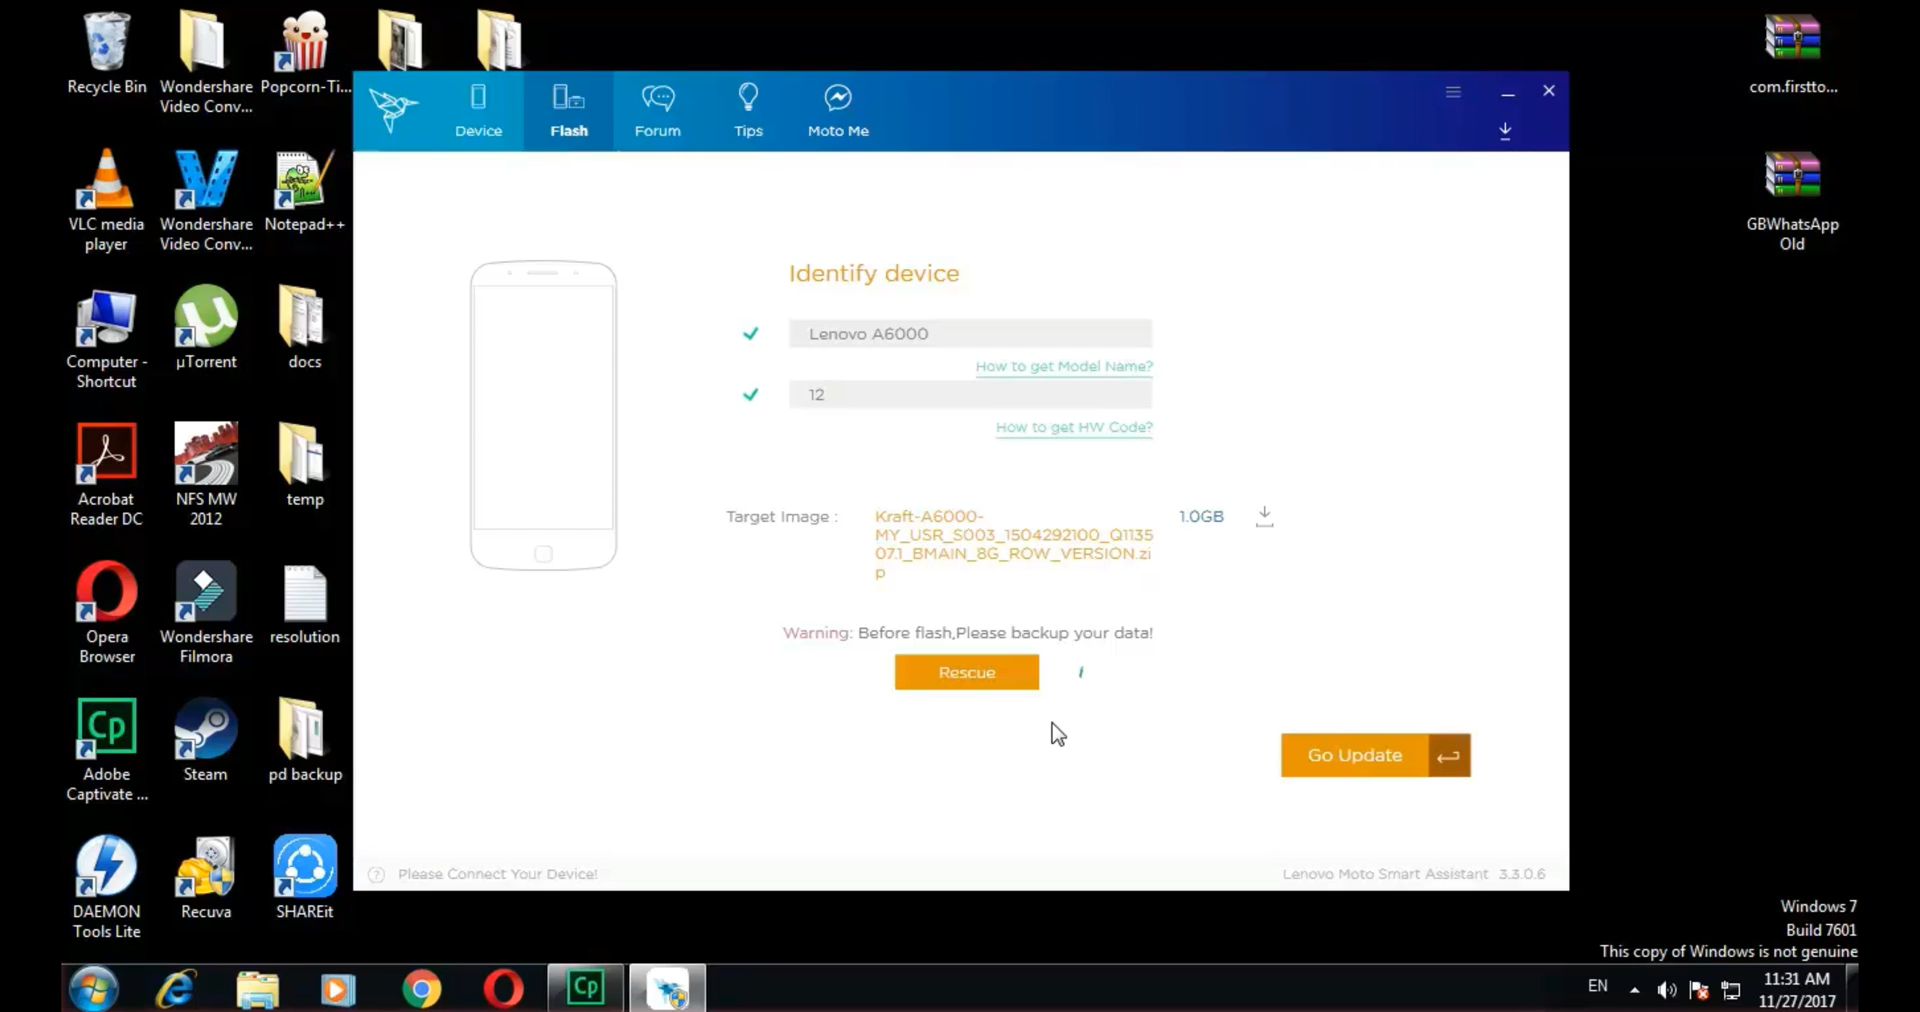 Recycle Bin
Wondershare
Video Conv...
Popcorn-Ti...
VLC media
player
Wondershare
Video Conv...
Notepad++
Computer -
Shortcut
µTorrent
docs
Acrobat
Reader DC
NFS MW
2012
temp
Opera
Browser
Wondershare
Filmora
resolution
Cp
Adobe
Captivate ...
Steam
pd backup
DAEMON
Tools Lite
Recuva
SHAREit
com.firstto...
GBWhatsApp
Old
Device
Flash
Forum
Tips
Moto Me
Identify device
Lenovo A6000
How to get Model Name?
12
How to get HW Code?
Target Image :
Kraft-A6000-
MY_USR_S003_1504292100_Q1135
07.1_BMAIN_8G_ROW_VERSION.zi
p
1.0GB
Warning: Before flash,Please backup your data!
Rescue
i
Go Update
? Please Connect Your Device!
Lenovo Moto Smart Assistant 3.3.0.6
Windows 7
Build 7601
This copy of Windows is not genuine
Cp
EN
11:31 AM
11/27/2017